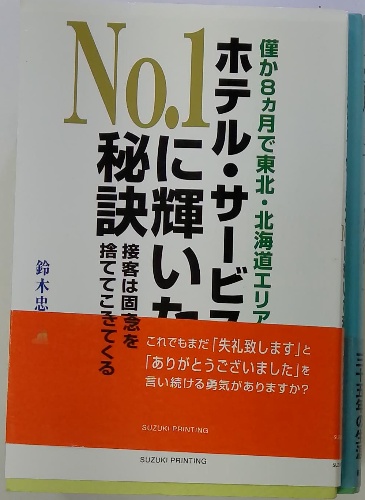 僅か8ヵ月で東北・北海道エリア
ホテル・サービス
No.1
に輝いた
秘訣
接客は固念を
捨ててこきてくる
鈴木忠
これでもまだ「失礼致します」と
「ありがとうございました」を
言い続ける勇気がありますか?
SUZUKI PRINTING
SUZUKI PRINTING